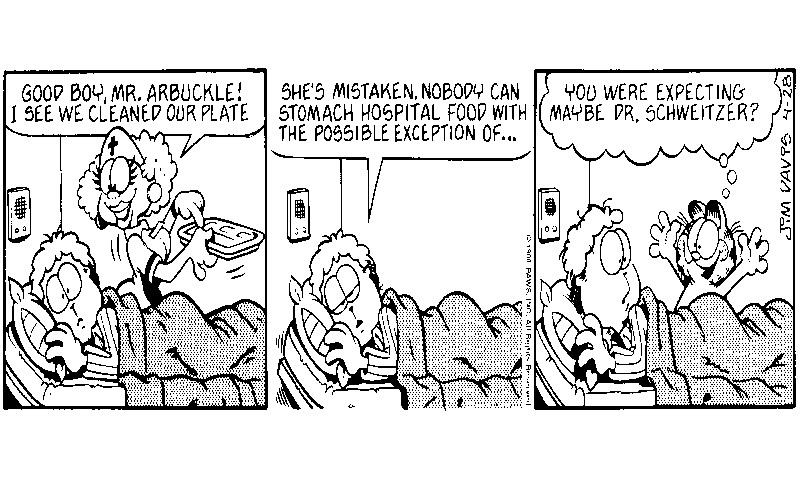 GOOD BOY, MR. ARBUCKLE!
I SEE WE CLEANED OUR PLATE
SHE'S MISTAKEN. NOBODY CAN
STOMACH HOSPITAL FOOD WITH
THE POSSIBLE EXCEPTION OF...
YOU WERE EXPECTING
MAYBE DR. SCHWEITZER?
JIM DAVIS 4-28